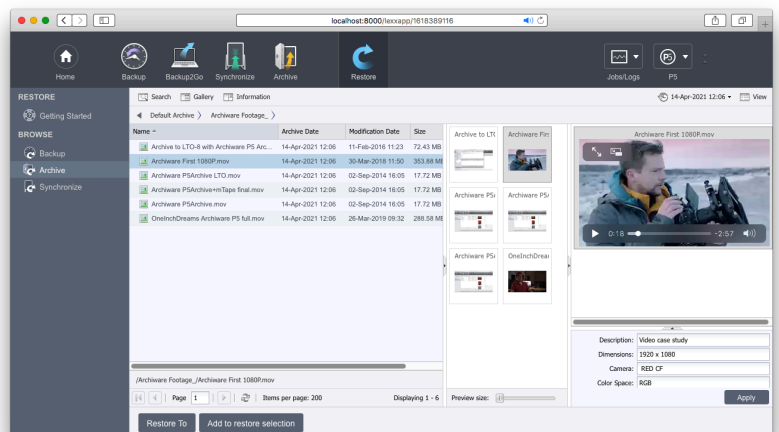 localhost:8000/lexxapp/1618389116
Home
Backup
Backup2Go
Synchronize
Archive
Restore
Jobs/Logs
P5
P5
RESTORE
Getting Started
BROWSE
Backup
Archive
Synchronize
Search Gallery Information
14-Apr-2021 12:06
View
Default Archive Archiware Footage_
Name Archive Date Modification Date Size
Archive to LTO-8 with Archiware P5 Arc... 14-Apr-2021 12:06 11-Feb-2016 11:23 72.43 MB
Archiware First 1080P.mov 14-Apr-2021 12:06 30-Mar-2018 11:50 353.88 MB
Archiware P5Archive LTO.mov 14-Apr-2021 12:06 02-Sep-2014 16:05 17.72 MB
Archiware P5Archive+mTape final.mov 14-Apr-2021 12:06 02-Sep-2014 16:05 17.72 MB
Archiware P5Archive.mov 14-Apr-2021 12:06 02-Sep-2014 16:05 17.72 MB
OneInchDreams Archiware P5 full.mov 14-Apr-2021 12:06 26-Mar-2019 09:32 288.58 ME
Archive to LT
Archiware Fir
Archiware P5
Archiware P5
Archiware P5
OneInchDrea
Archiware First 1080P.mov
0:18 -2:57
Description: Video case study
Dimensions: 1920 x 1080
Camera: RED CF
Color Space: RGB
Apply
/Archiware Footage_/Archiware First 1080P.mov
Page 1 Items per page: 200 Displaying 1 - 6
Preview size:
Restore To Add to restore selection